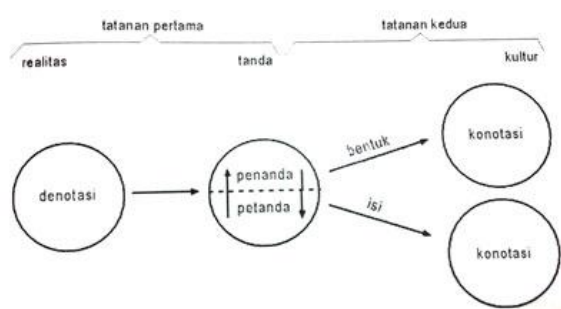 tatanan pertama
tatanan kedua
realitas
tanda
kultur
denotasi
penanda
petanda
bentuk
isi
konotasi
konotasi